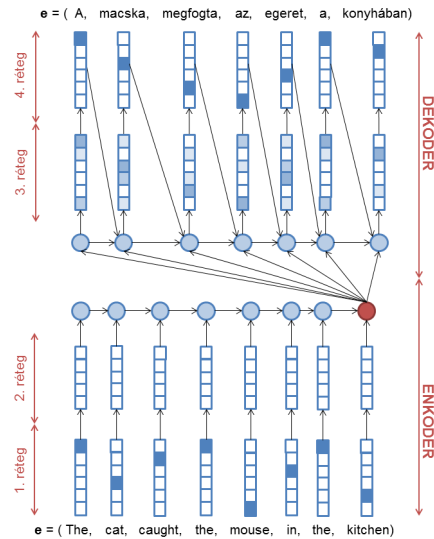 e = ( A, macska, megfogta, az, egeret, a, konyhában)
4. réteg
DEKODER
3. réteg
2. réteg
ENKODER
1. réteg
e = ( The, cat, caught, the, mouse, in, the, kitchen)